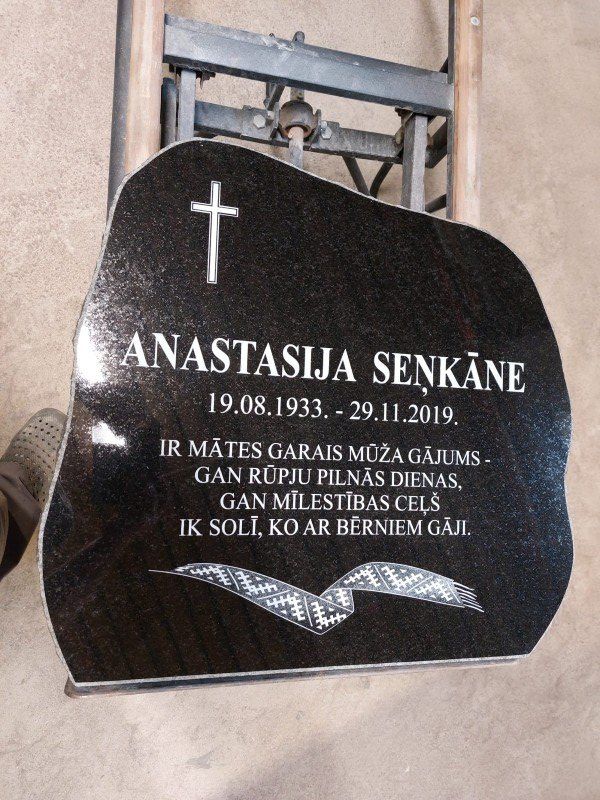 ANASTASIJA SEŅKĀNE
19.08.1933. - 29.11.2019.
IR MĀTES GARAIS MŪŽA GĀJUMS -
GAN RŪPJU PILNĀS DIENAS,
GAN MĪLESTĪBAS CEĻŠ
IK SOLĪ, KO AR BĒRNIEM GĀJI.